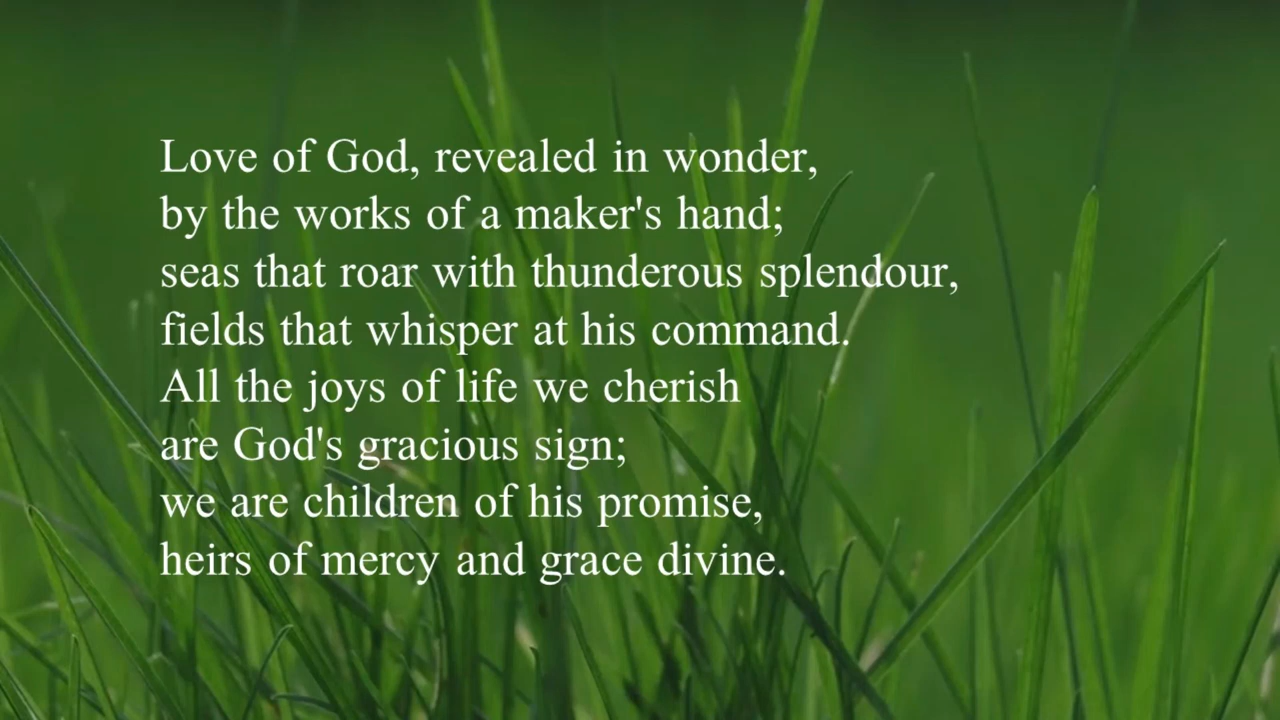 Love of God, revealed in wonder,
by the works of a maker's hand;
seas that roar with thunderous splendour,
fields that whisper at his command.
All the joys of life we cherish
are God's gracious sign;
we are children of his promise,
heirs of mercy and grace divine.